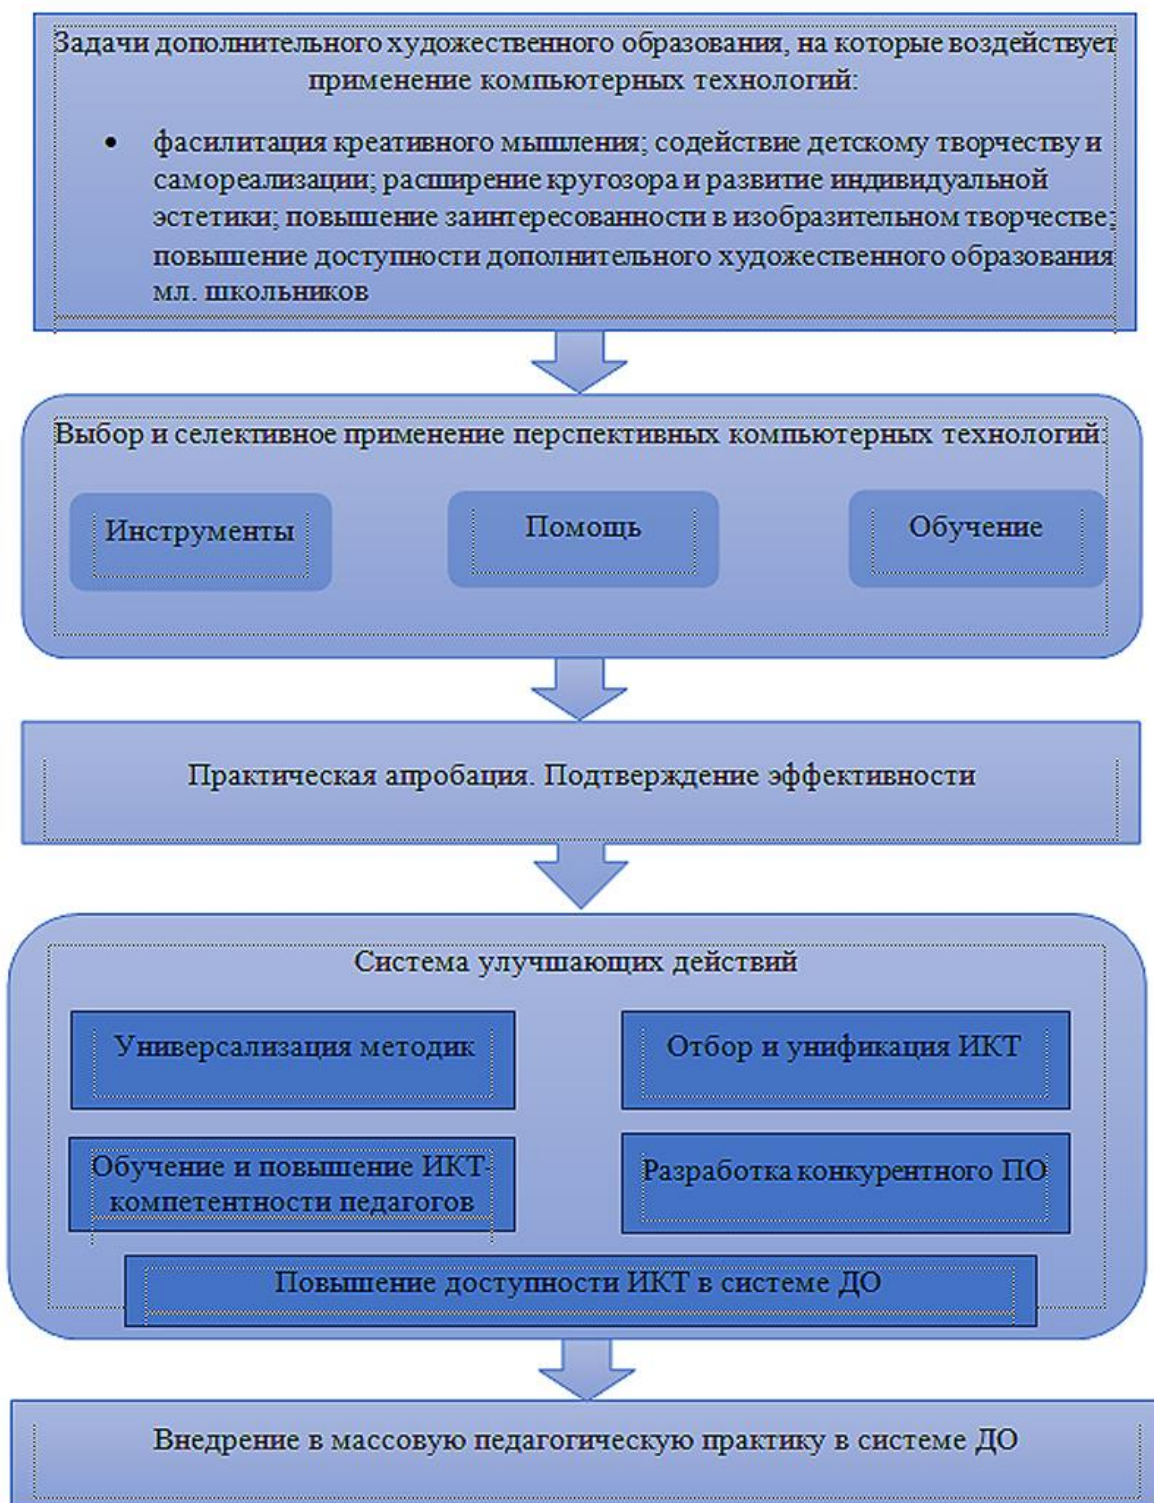 Задачи дополнительного художественного образования, на которые воздействует
применение компьютерных технологий:
• фасилитация креативного мышления; содействие детскому творчеству и
самореализации; расширение кругозора и развитие индивидуальной
эстетики; повышение заинтересованности в изобразительном творчестве;
повышение доступности дополнительного художественного образования
мл. школьников
Выбор и селективное применение перспективных компьютерных технологий:
Инструменты
Помощь
Обучение
Практическая апробация. Подтверждение эффективности
Система улучшающих действий
Универсализация методик
Отбор и унификация ИКТ
Обучение и повышение ИКТ-
компетентности педагогов
Разработка конкурентного ПО
Повышение доступности ИКТ в системе ДО
Внедрение в массовую педагогическую практику в системе ДО